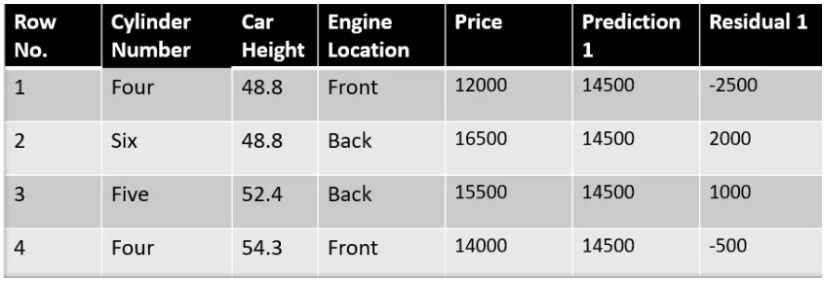 Row No. Cylinder Number Car Height Engine Location Price Prediction 1 Residual 1
1 Four 48.8 Front 12000 14500 -2500
2 Six 48.8 Back 16500 14500 2000
3 Five 52.4 Back 15500 14500 1000
4 Four 54.3 Front 14000 14500 -500